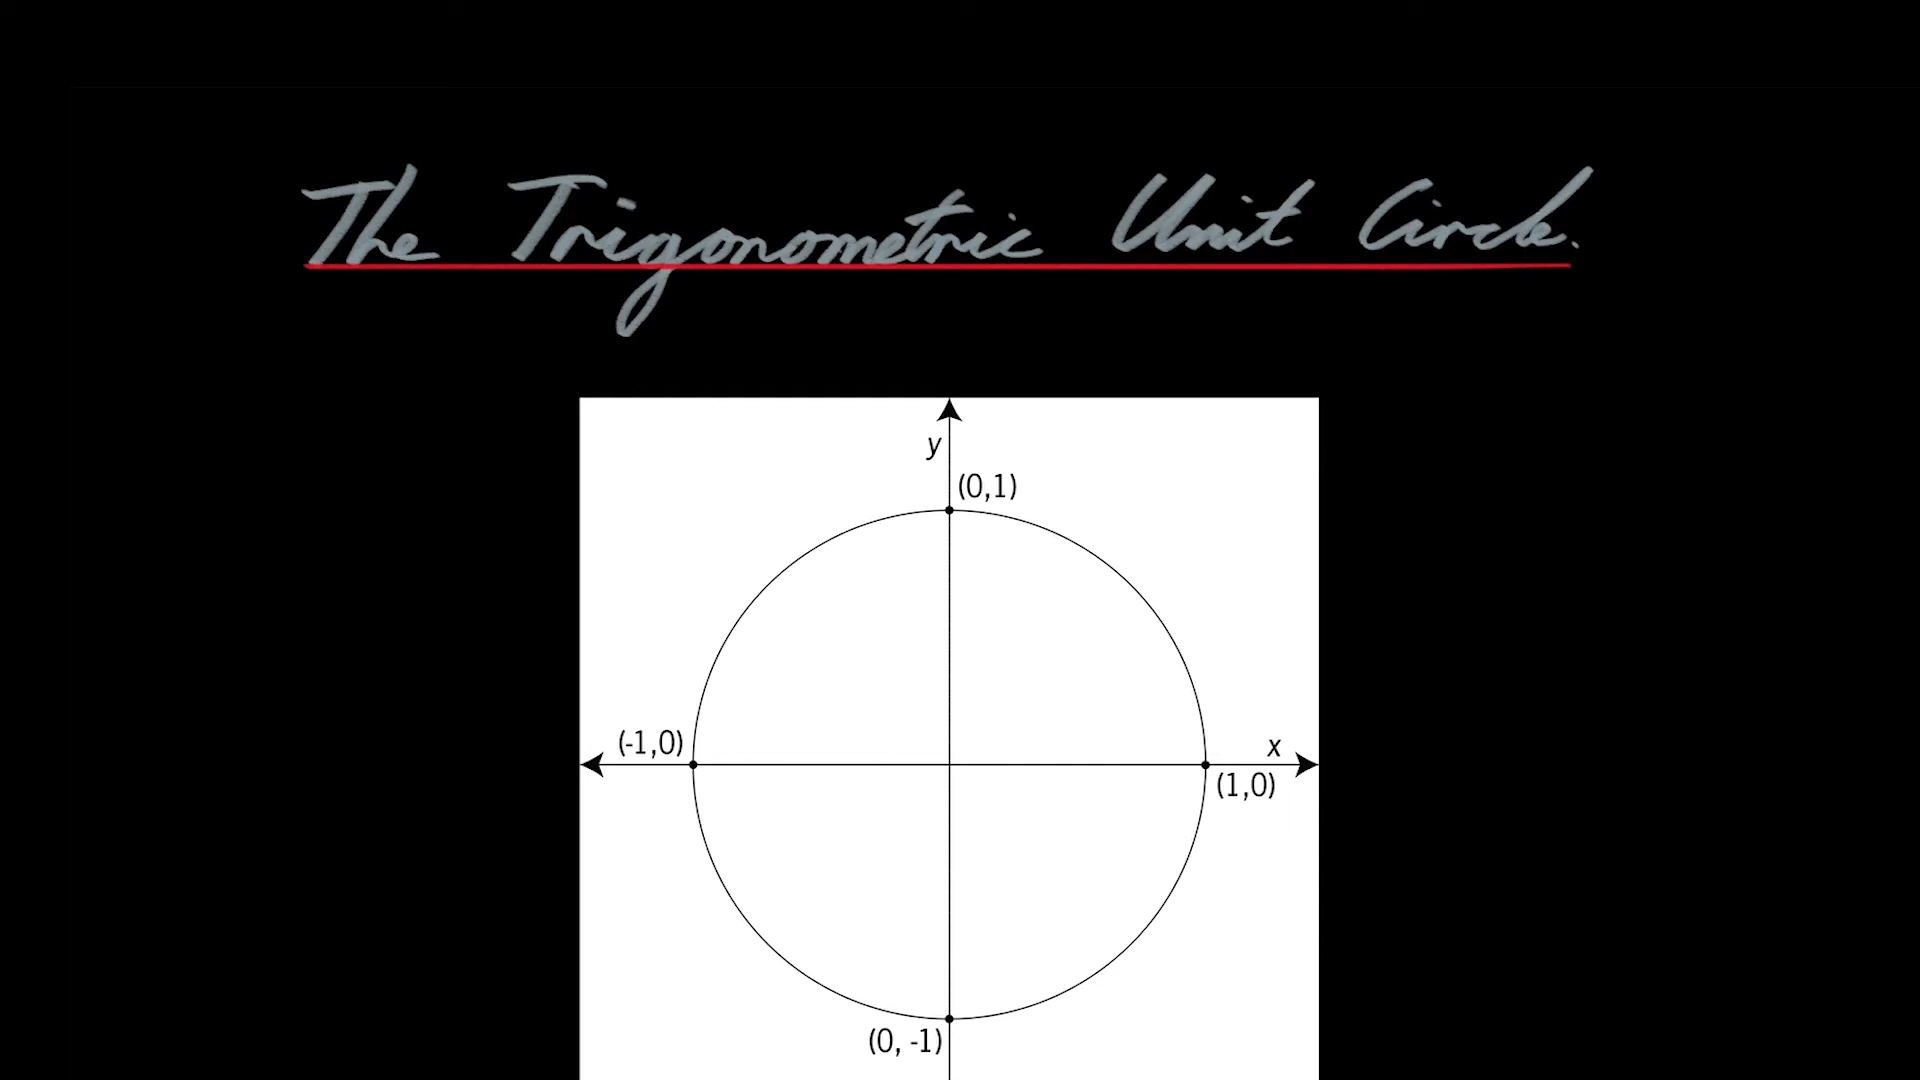 The Trigonometric Unit Circle.
y
(0,1)
(-1,0)
x
(1,0)
(0, -1)